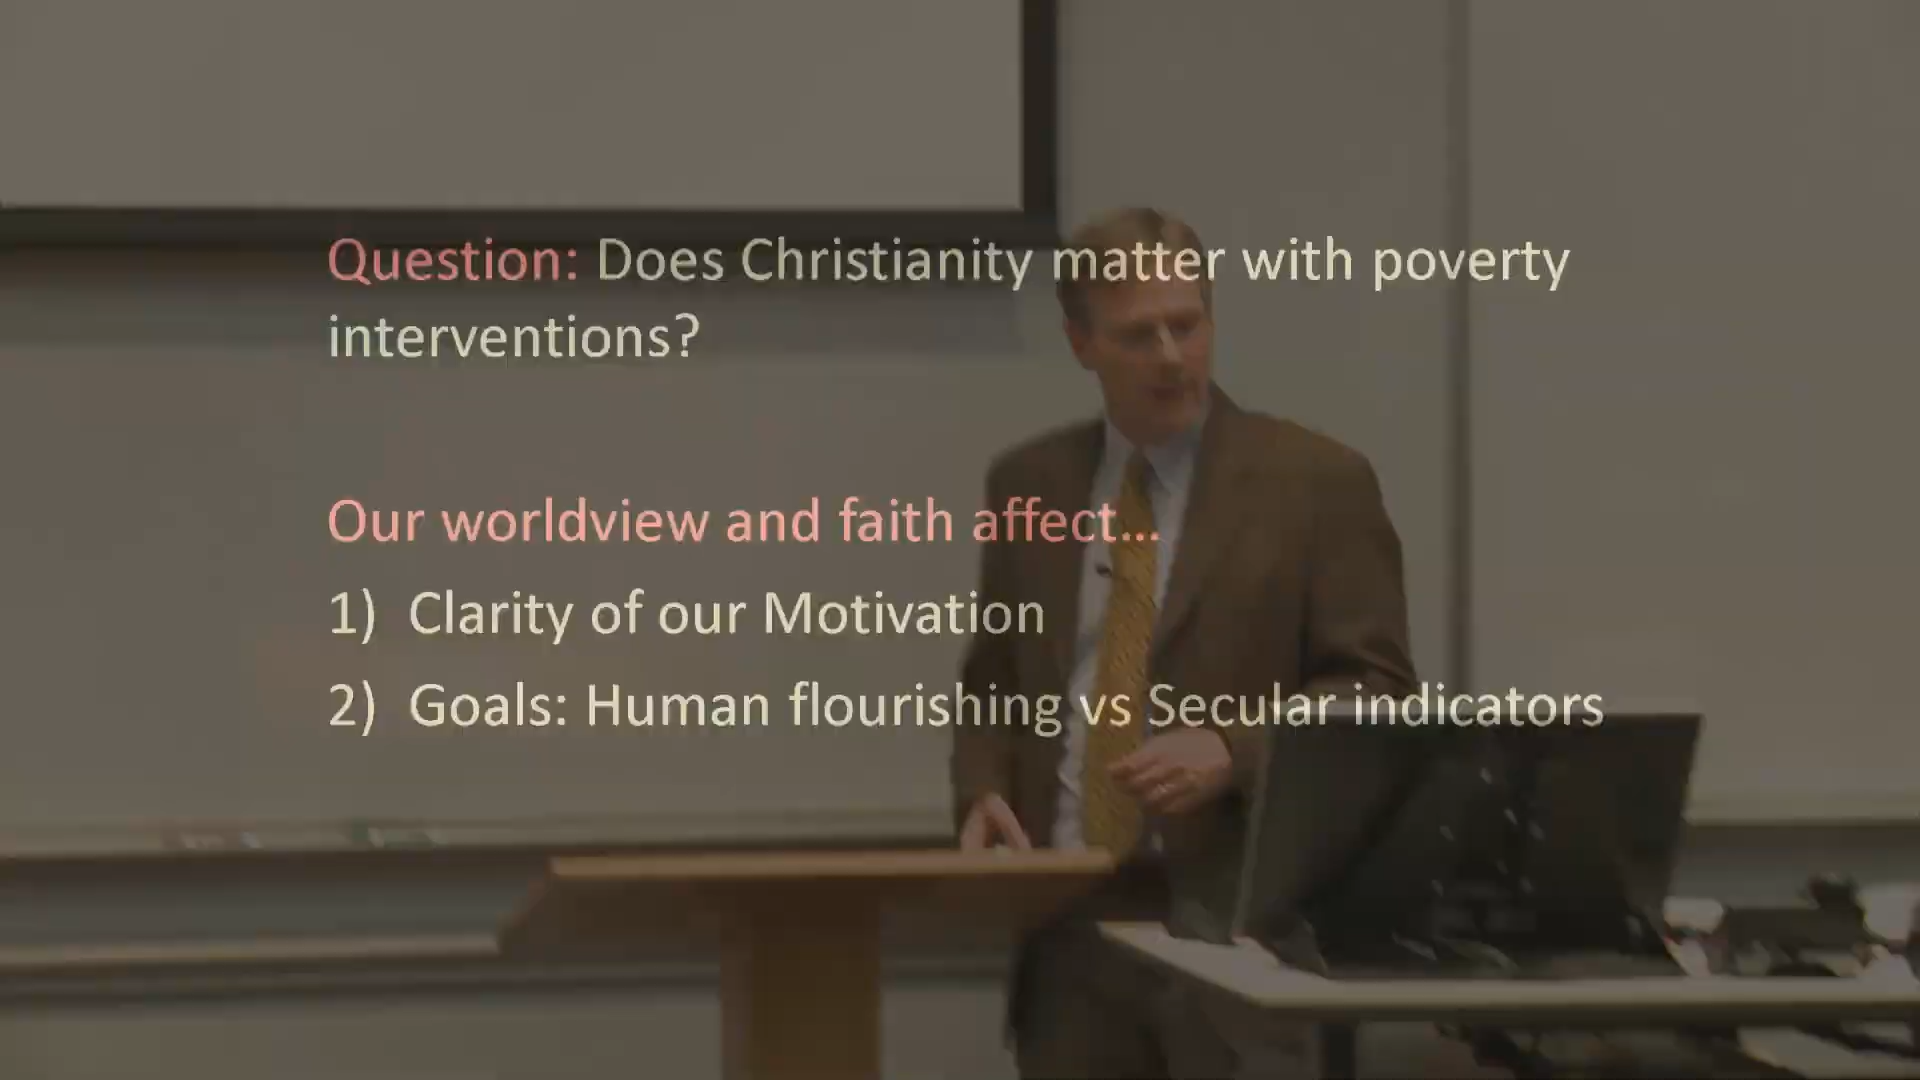 Question: Does Christianity matter with poverty
interventions?
Our worldview and faith affect...
1) Clarity of our Motivation
2) Goals: Human flourishing vs Secular indicators